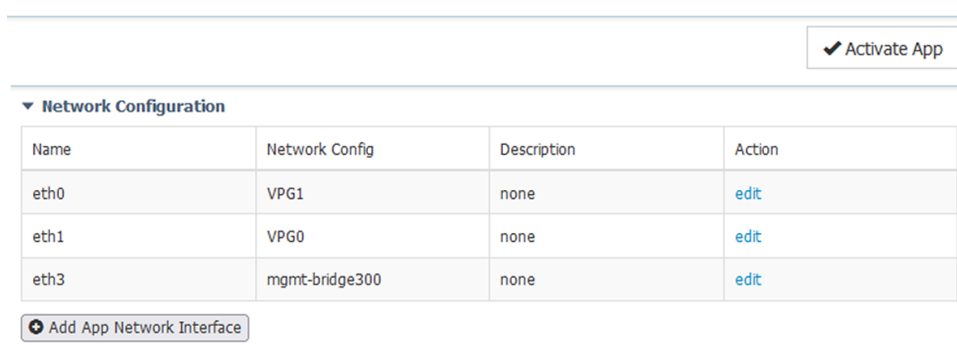 Activate App
Network Configuration
Name Network Config Description Action
eth0 VPG1 none edit
eth1 VPG0 none edit
eth3 mgmt-bridge300 none edit
Add App Network Interface